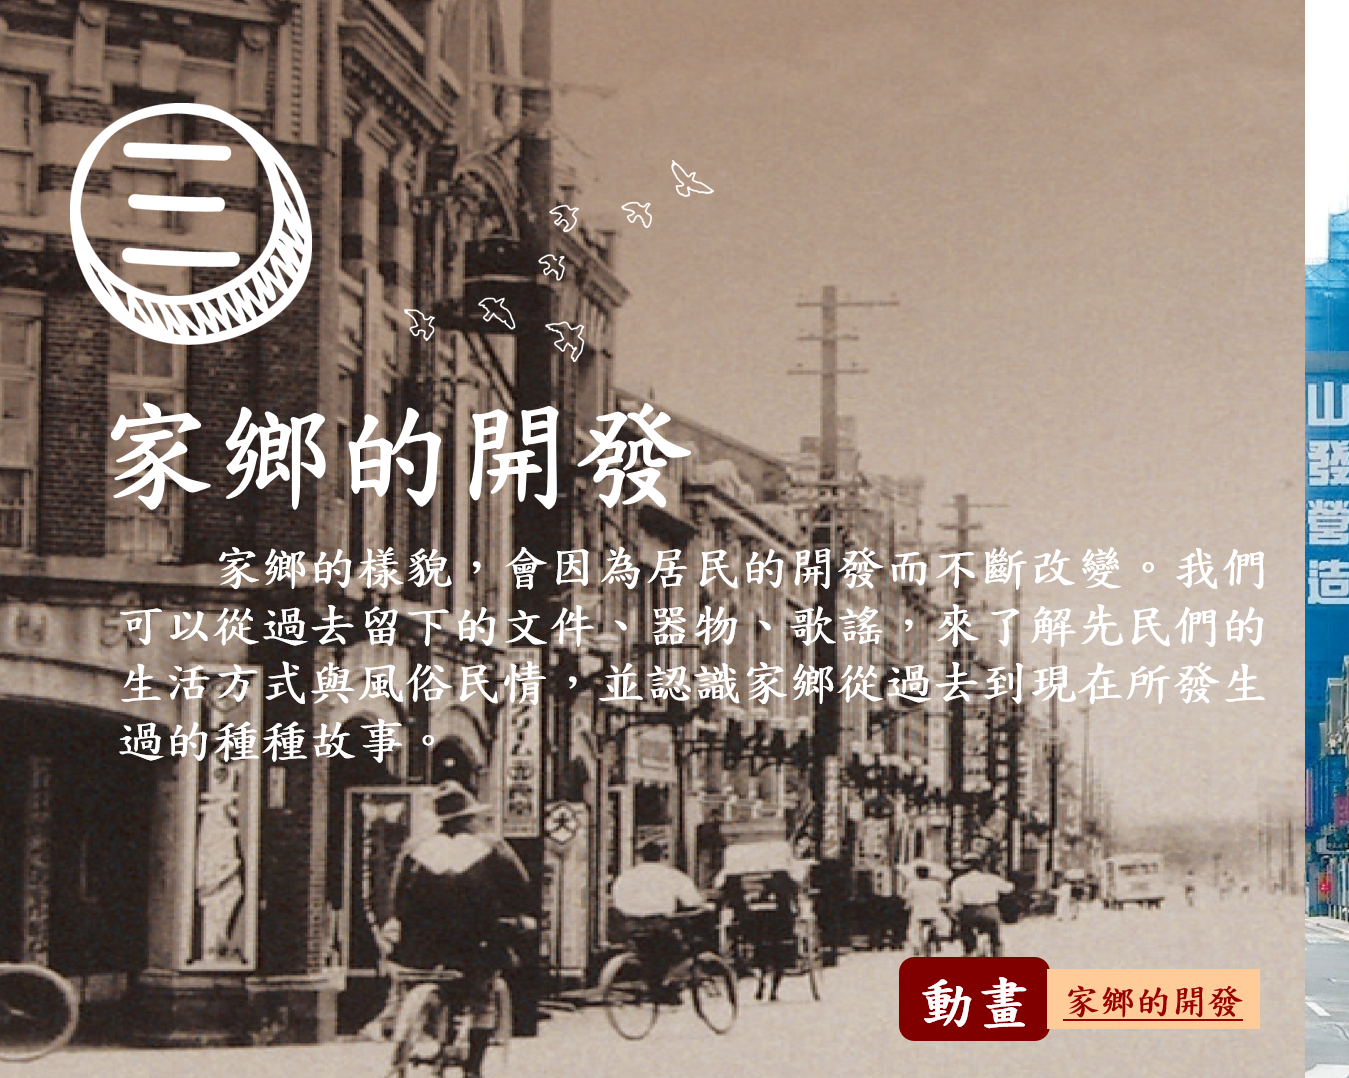 三
家鄉的開發
家鄉的樣貌，會因為居民的開發而不斷改變。我們
可以從過去留下的文件、器物、歌謠，來了解先民們的
生活方式與風俗民情，並認識家鄉從過去到現在所發生
過的種種故事。
山發營造
動畫 家鄉的開發